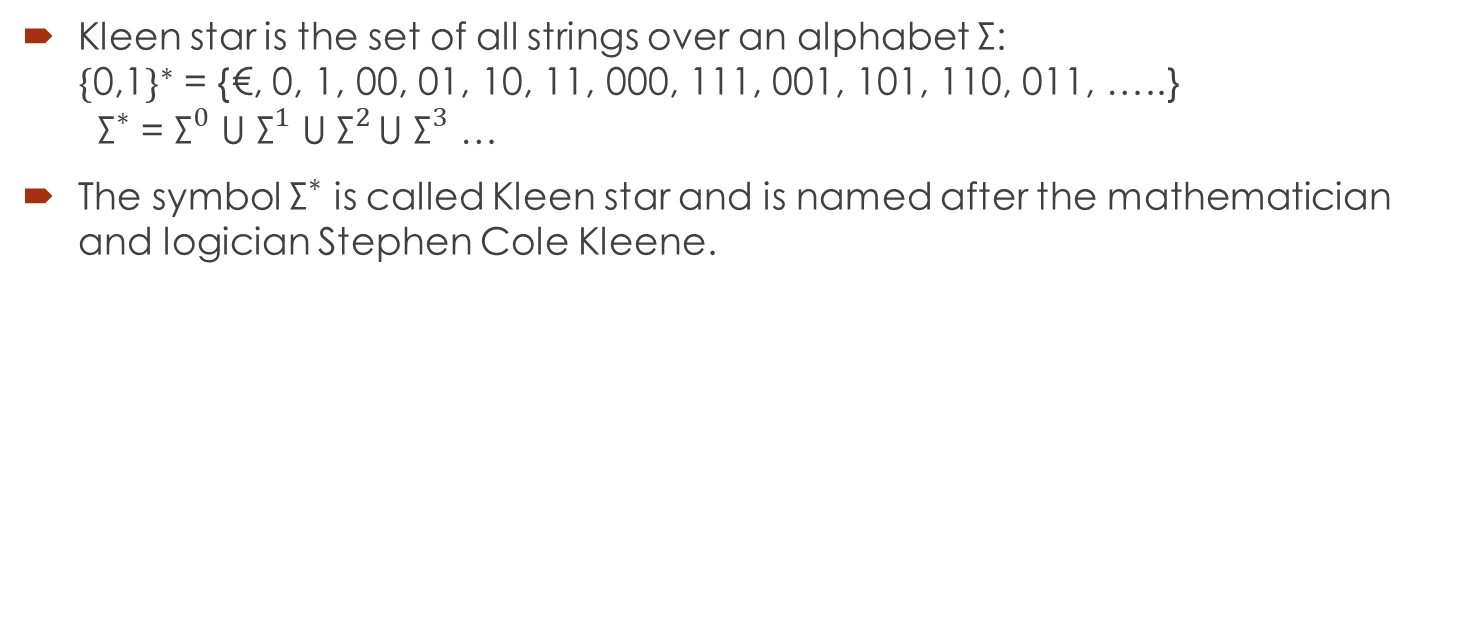 Kleen star is the set of all strings over an alphabet Σ:
{0,1}* = {€, 0, 1, 00, 01, 10, 11, 000, 111, 001, 101, 110, 011, …..}
Σ* = Σ⁰ U Σ¹ U Σ² U Σ³ …
The symbol Σ* is called Kleen star and is named after the mathematician
and logician Stephen Cole Kleene.